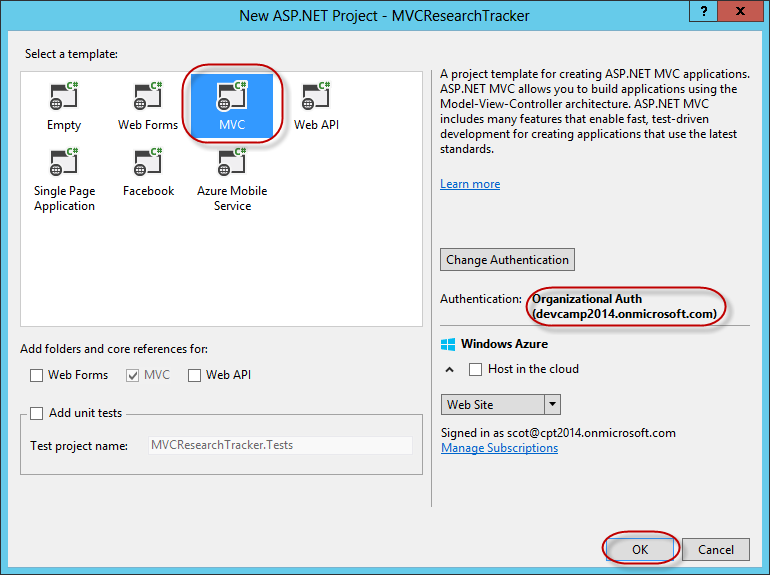 New ASP.NET Project - MVCResearchTracker
?
X
Select a template:
C#
C#
C#
C#
Empty
Web Forms
MVC
Web API
C#
C#
C#
Single Page
Application
Facebook
Azure Mobile
Service
A project template for creating ASP.NET MVC applications.
ASP.NET MVC allows you to build applications using the
Model-View-Controller architecture. ASP.NET MVC
includes many features that enable fast, test-driven
development for creating applications that use the latest
standards.
Learn more
Change Authentication
Authentication: Organizational Auth
(devcamp2014.onmicrosoft.com)
Add folders and core references for:
Web Forms
MVC
Web API
Add unit tests
Test project name: MVCResearchTracker.Tests
Windows Azure
Host in the cloud
Web Site
Signed in as scot@cpt2014.onmicrosoft.com
Manage Subscriptions
OK
Cancel